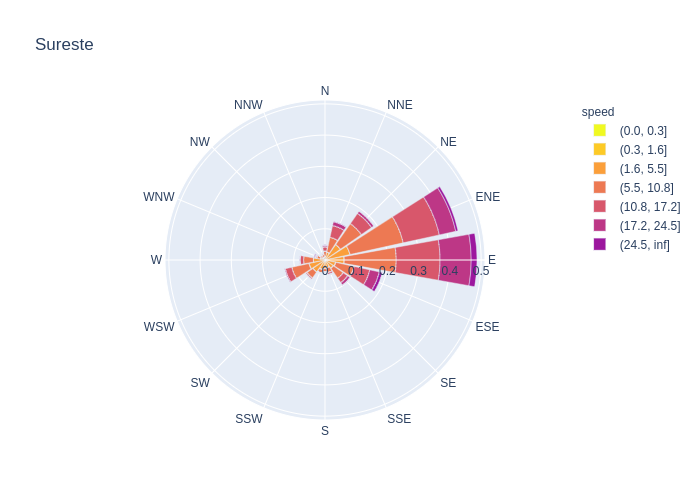 Sureste
N
NNE
NE
ENE
E
ESE
SE
SSE
S
SSW
SW
WSW
W
WNW
NW
NNW
0
0.1
0.2
0.3
0.4
0.5
speed
(0.0, 0.3]
(0.3, 1.6]
(1.6, 5.5]
(5.5, 10.8]
(10.8, 17.2]
(17.2, 24.5]
(24.5, inf]